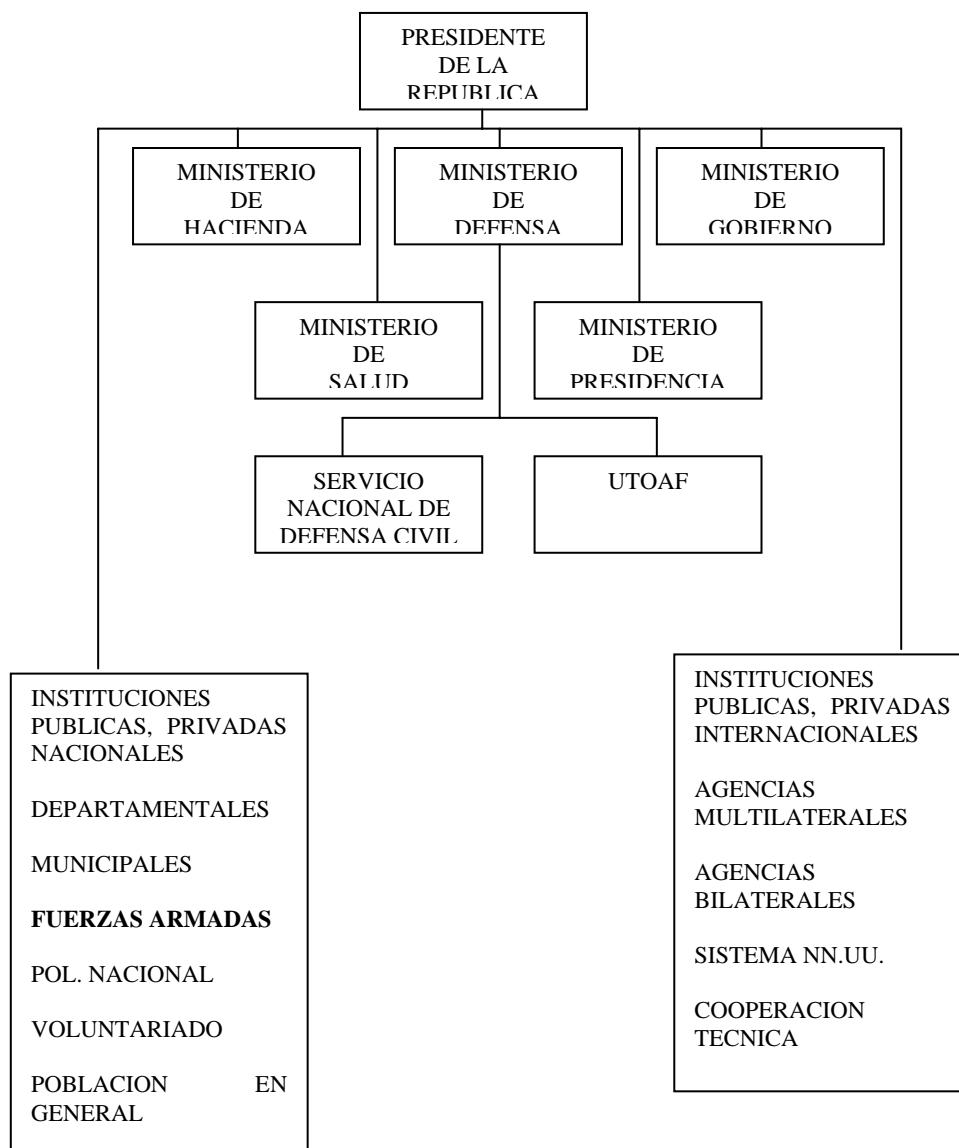 PRESIDENTE
DE LA
REPUBLICA
MINISTERIO
DE
HACIENDA
MINISTERIO
DE
DEFENSA
MINISTERIO
DE
GOBIERNO
MINISTERIO
DE
SALUD
MINISTERIO
DE
PRESIDENCIA
SERVICIO
NACIONAL DE
DEFENSA CIVIL
UTOAF
INSTITUCIONES
PUBLICAS, PRIVADAS
NACIONALES
DEPARTAMENTALES
MUNICIPALES
FUERZAS ARMADAS
POL. NACIONAL
VOLUNTARIADO
POBLACION EN
GENERAL
INSTITUCIONES
PUBLICAS, PRIVADAS
INTERNACIONALES
AGENCIAS
MULTILATERALES
AGENCIAS
BILATERALES
SISTEMA NN.UU.
COOPERACION
TECNICA